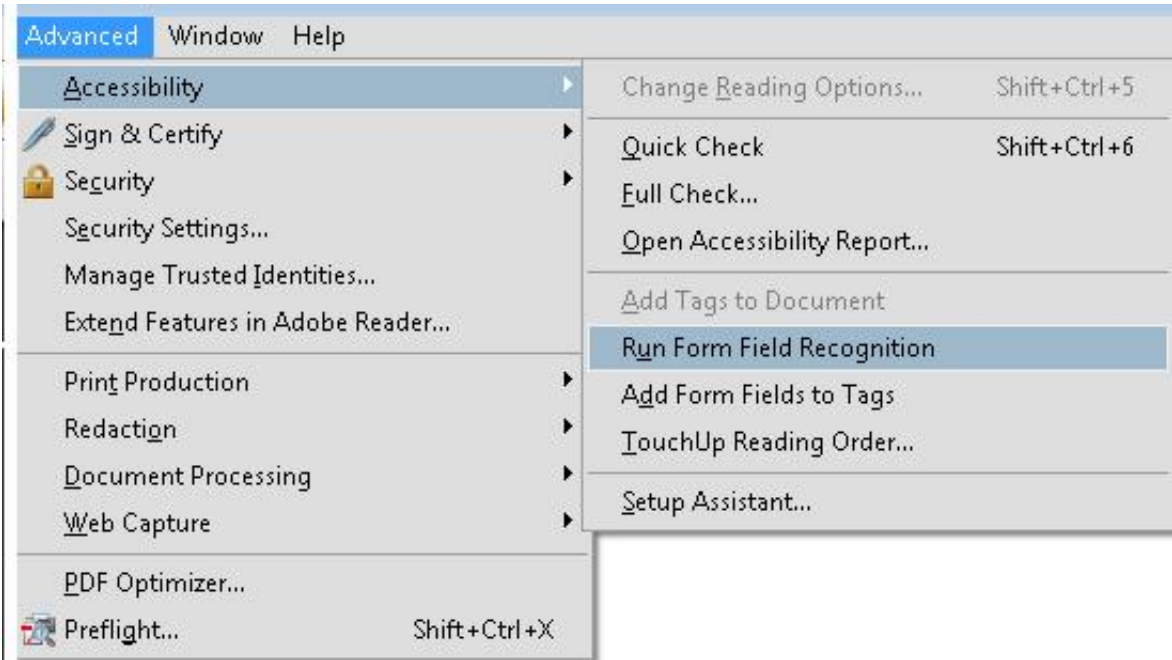 Advanced Window Help
Accessibility
Sign & Certify
Security
Security Settings...
Manage Trusted Identities...
Extend Features in Adobe Reader...
Print Production
Redaction
Document Processing
Web Capture
PDF Optimizer...
Preflight... Shift+Ctrl+X
Change Reading Options... Shift+Ctrl+5
Quick Check Shift+Ctrl+6
Full Check...
Open Accessibility Report...
Add Tags to Document
Run Form Field Recognition
Add Form Fields to Tags
TouchUp Reading Order...
Setup Assistant...